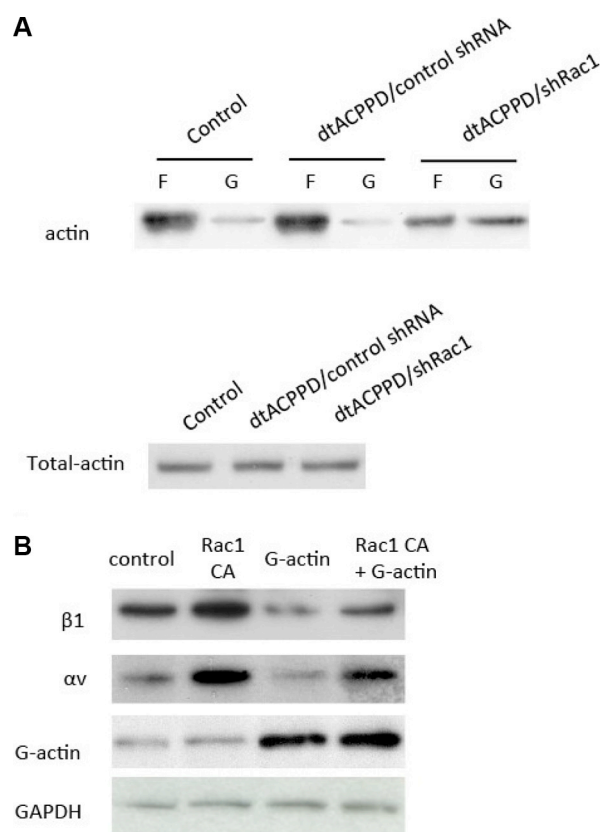 A
Control
dtACPPD/control shRNA
dtACPPD/shRac1
F G F G F G
actin
Control
dtACPPD/control shRNA
dtACPPD/shRac1
Total-actin
B
control Rac1 CA G-actin Rac1 CA + G-actin
β1
αv
G-actin
GAPDH